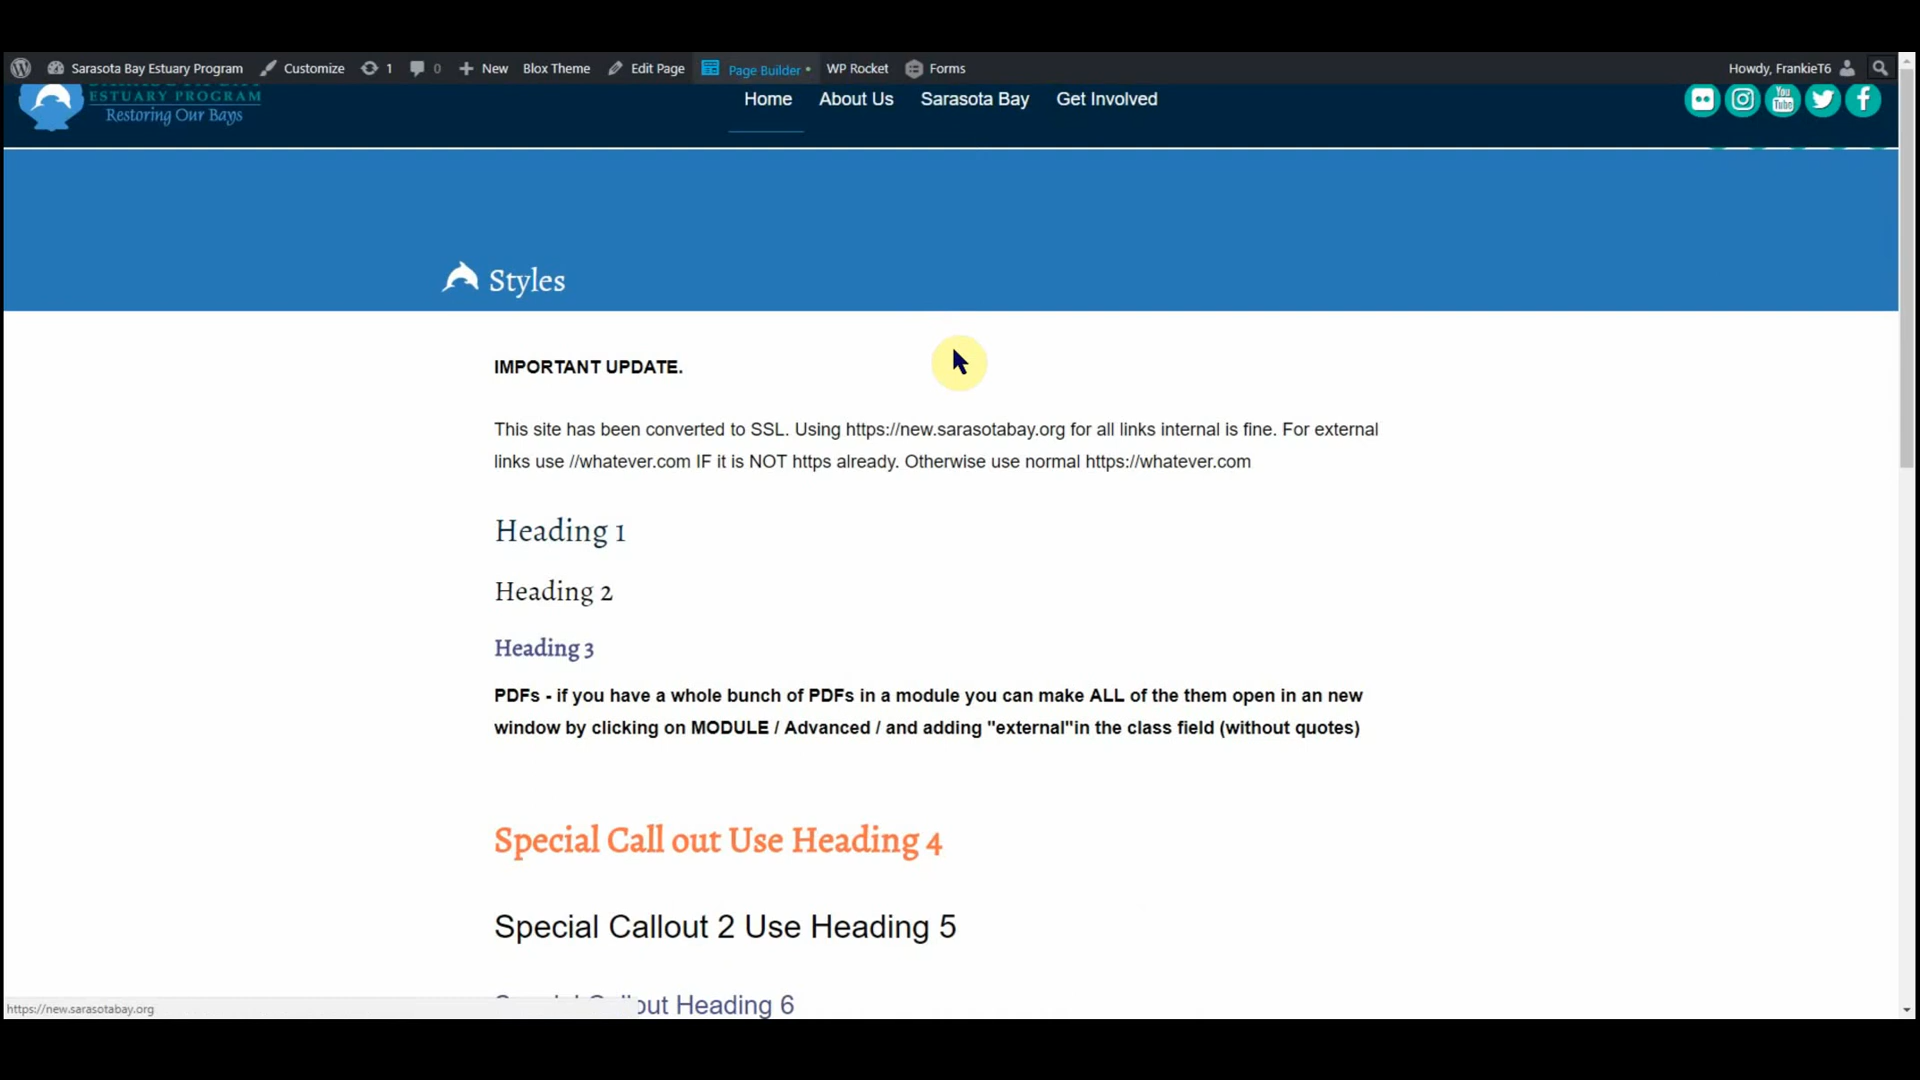 Sarasota Bay Estuary Program Customize 1 0 New Blox Theme Edit Page Page Builder • WP Rocket Forms Howdy, FrankieT6
ESTUARY PROGRAM
Restoring Our Bays
Home About Us Sarasota Bay Get Involved
You
Tube
Styles
IMPORTANT UPDATE.
This site has been converted to SSL. Using https://new.sarasotabay.org for all links internal is fine. For external
links use //whatever.com IF it is NOT https already. Otherwise use normal https://whatever.com
Heading 1
Heading 2
Heading 3
PDFs - if you have a whole bunch of PDFs in a module you can make ALL of the them open in an new
window by clicking on MODULE / Advanced / and adding "external"in the class field (without quotes)
Special Call out Use Heading 4
Special Callout 2 Use Heading 5
out Heading 6
https://new.sarasotabay.org